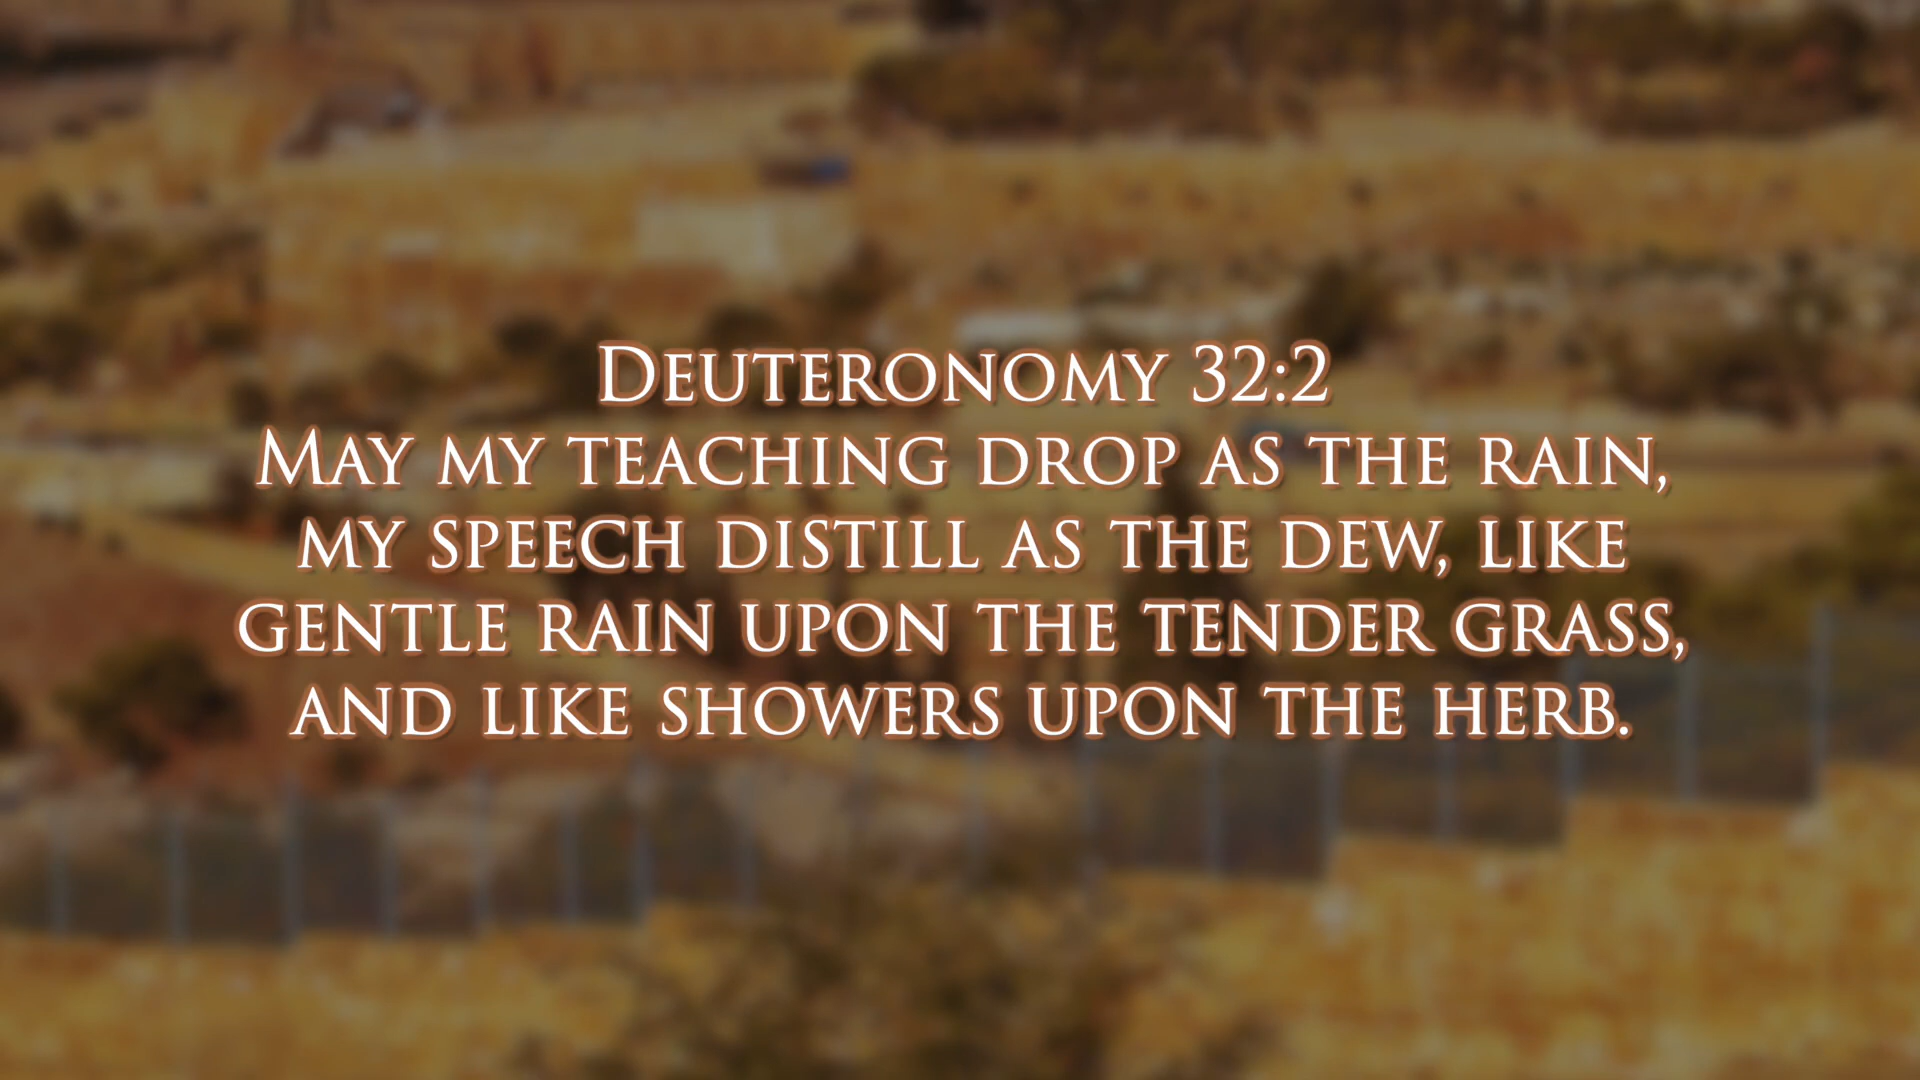 Deuteronomy 32:2
May my teaching drop as the rain,
my speech distill as the dew, like
gentle rain upon the tender grass,
and like showers upon the herb.